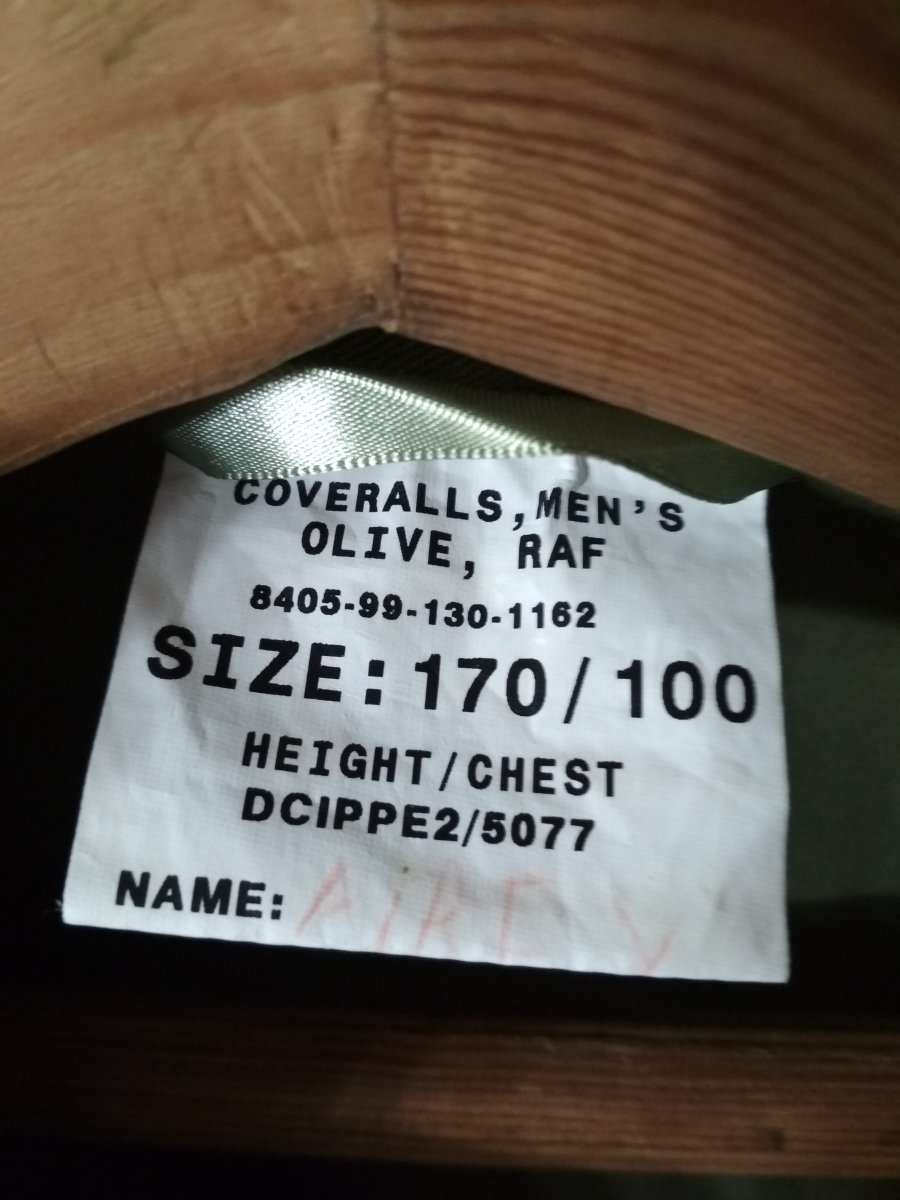 COVERALLS,MEN'S
OLIVE, RAF
8405-99-130-1162
SIZE:170/100
HEIGHT/CHEST
DCIPPE2/5077
NAME: